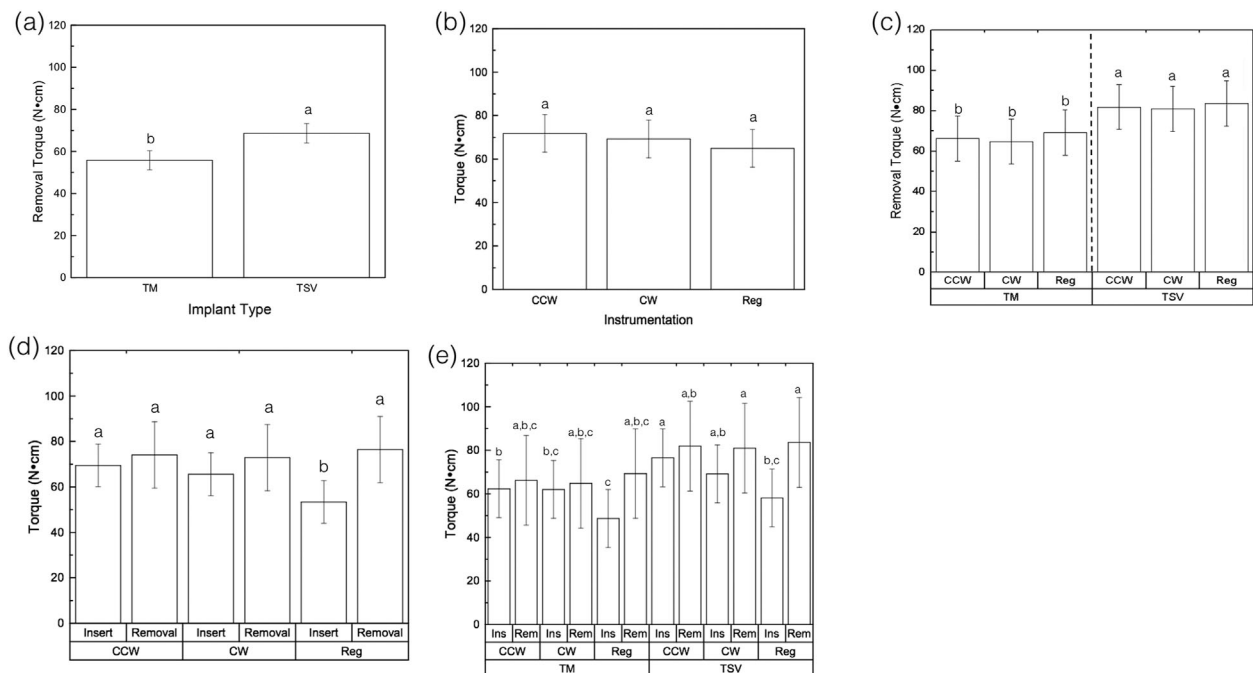 (a)
120
100
80
60
40
20
0
Removal Torque (N•cm)
b
a
TM TSV
Implant Type
(b)
120
100
80
60
40
20
0
Torque (N•cm)
a a a
CCW CW Reg
Instrumentation
(c)
120
100
80
60
40
20
0
Removal Torque (N•cm)
b b b a a a
CCW CW Reg CCW CW Reg
TM TSV
(d)
120
100
80
60
40
20
0
Torque (N•cm)
a a a a b a
Insert Removal Insert Removal Insert Removal
CCW CW Reg
(e)
120
100
80
60
40
20
0
Torque (N•cm)
b a,b,c b,c a,b,c c a,b,c a a,b a,b a b,c a
Ins Rem Ins Rem Ins Rem Ins Rem Ins Rem Ins Rem
CCW CW Reg CCW CW Reg
TM TSV